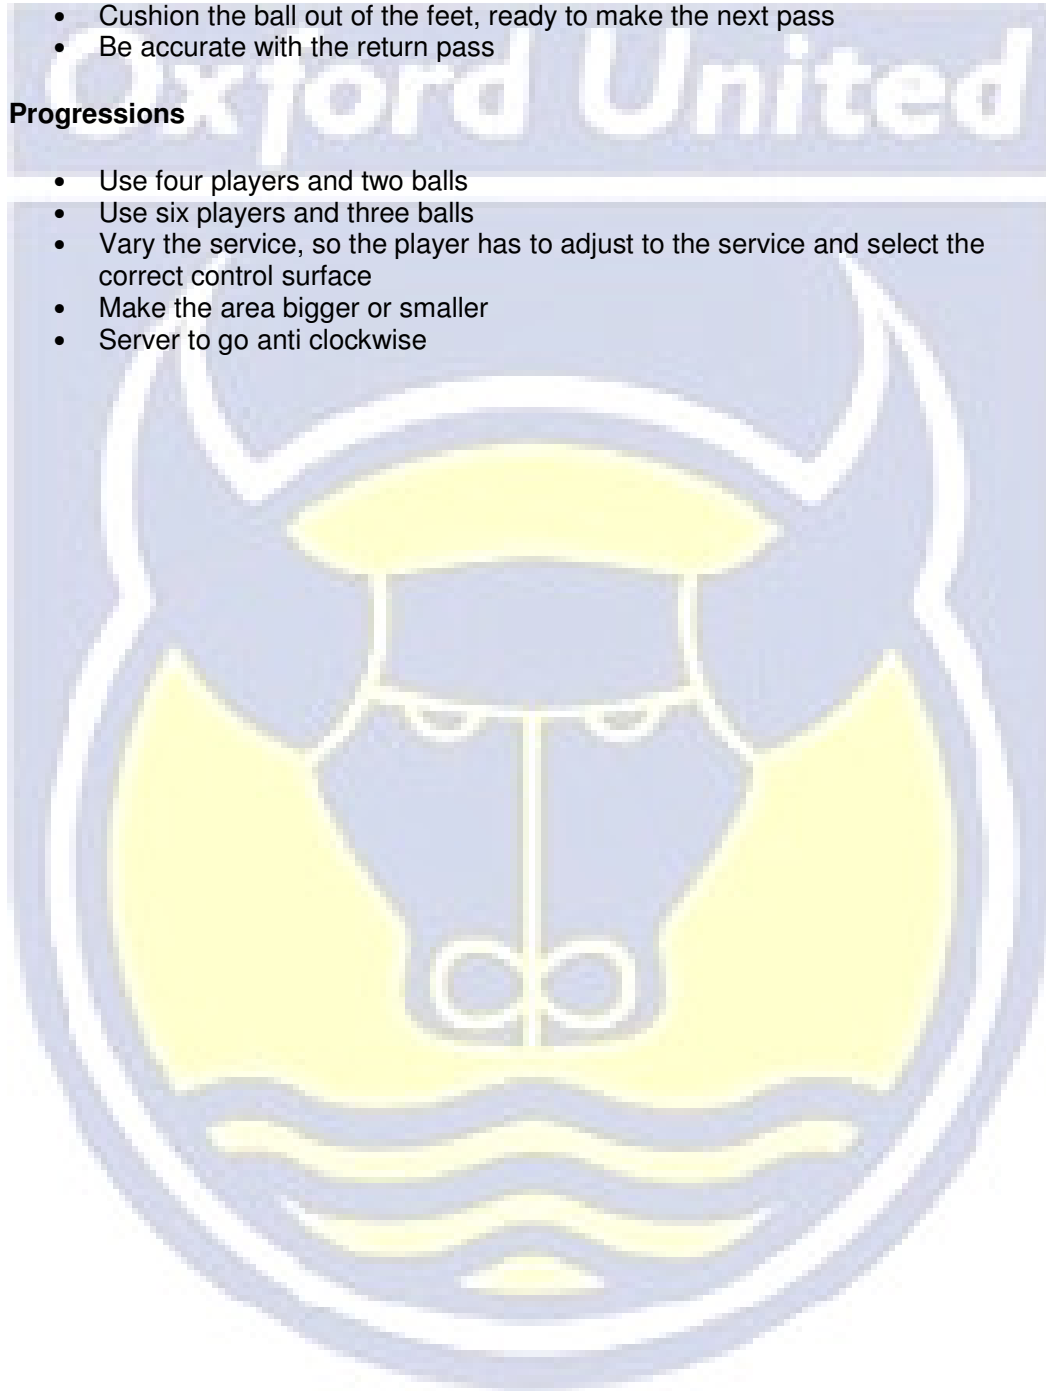 • Cushion the ball out of the feet, ready to make the next pass
• Be accurate with the return pass
Oxford United
Progressions
• Use four players and two balls
• Use six players and three balls
• Vary the service, so the player has to adjust to the service and select the
correct control surface
• Make the area bigger or smaller
• Server to go anti clockwise